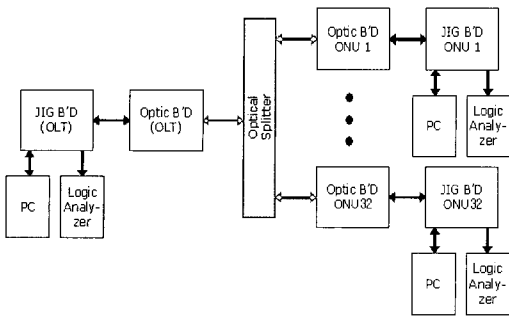 JIG B'D
(OLT)
Optic B'D
(OLT)
PC
Logic
Analy-
zer
Optical
Splitter
Optic B'D
ONU 1
JIG B'D
ONU 1
PC
Logic
Analy-
zer
Optic B'D
ONU32
JIG B'D
ONU32
PC
Logic
Analy-
zer